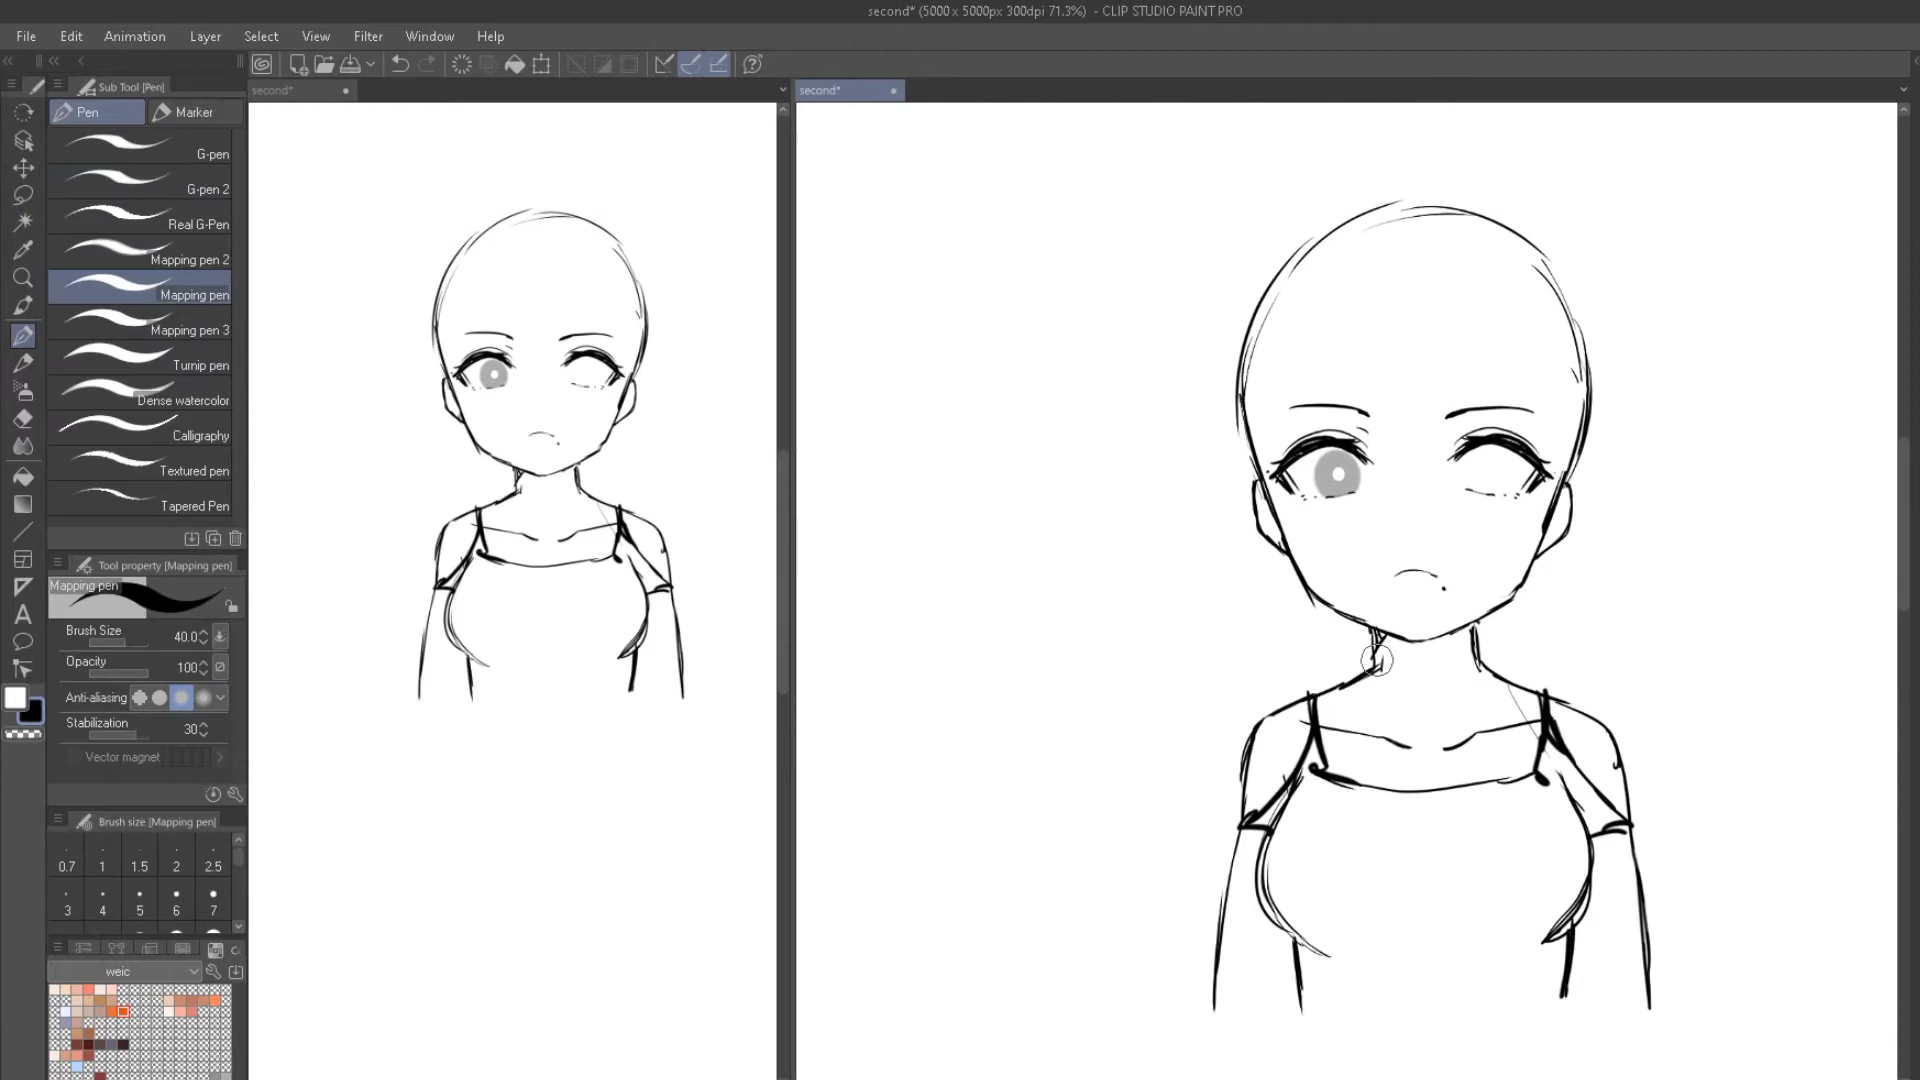 second* (5000 x 5000px 300dpi 71.3%) - CLIP STUDIO PAINT PRO
File Edit Animation Layer Select View Filter Window Help
Sub Tool [Pen]
second*
second*
Pen
Marker
G-pen
G-pen 2
Real G-Pen
Mapping pen 2
Mapping pen
Mapping pen 3
Turnip pen
Dense watercolor
Calligraphy
Textured pen
Tapered Pen
Tool property [Mapping pen]
Mapping pen
Brush Size 40.0
Opacity 100
Anti-aliasing
Stabilization 30
Vector magnet
Brush size [Mapping pen]
0.7 1 1.5 2 2.5
3 4 5 6 7
weic